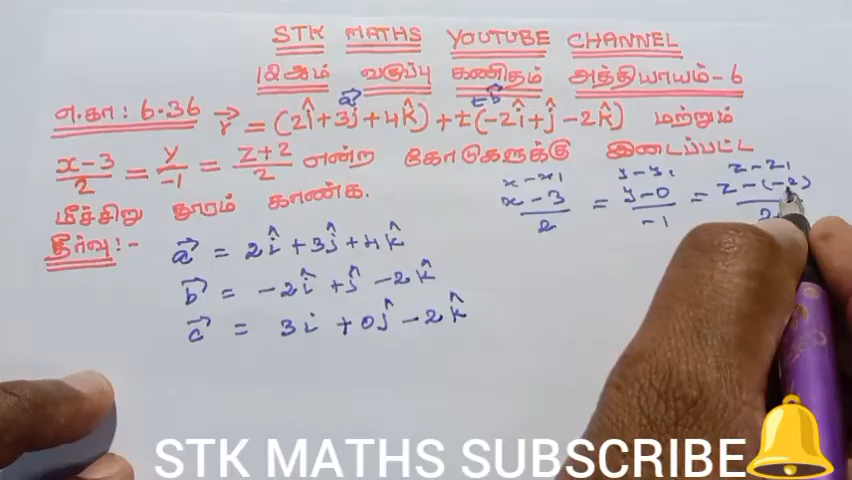 STK MATHS YOUTUBE CHANNEL
12ஆம் வகுப்பு கணிதம் அத்தியாயம்-6
எ.கா: 6.36 r⃗ = (2î+3ĵ+4k̂) + t(-2î+ĵ-2k̂) மற்றும்
a⃗ t b⃗
(x-3)/2 = y/-1 = (z+2)/2 என்ற கோடுகளுக்கு இடைப்பட்ட
மீச்சிறு தூரம் காண்க.
x-x₁ y-y₁ z-z₁
(x-3)/2 = (y-0)/-1 = (z-(-2))/2
தீர்வு:-
a⃗ = 2î+3ĵ+4k̂
b⃗ = -2î+ĵ-2k̂
c⃗ = 3i+0ĵ-2k̂
STK MATHS SUBSCRIBE